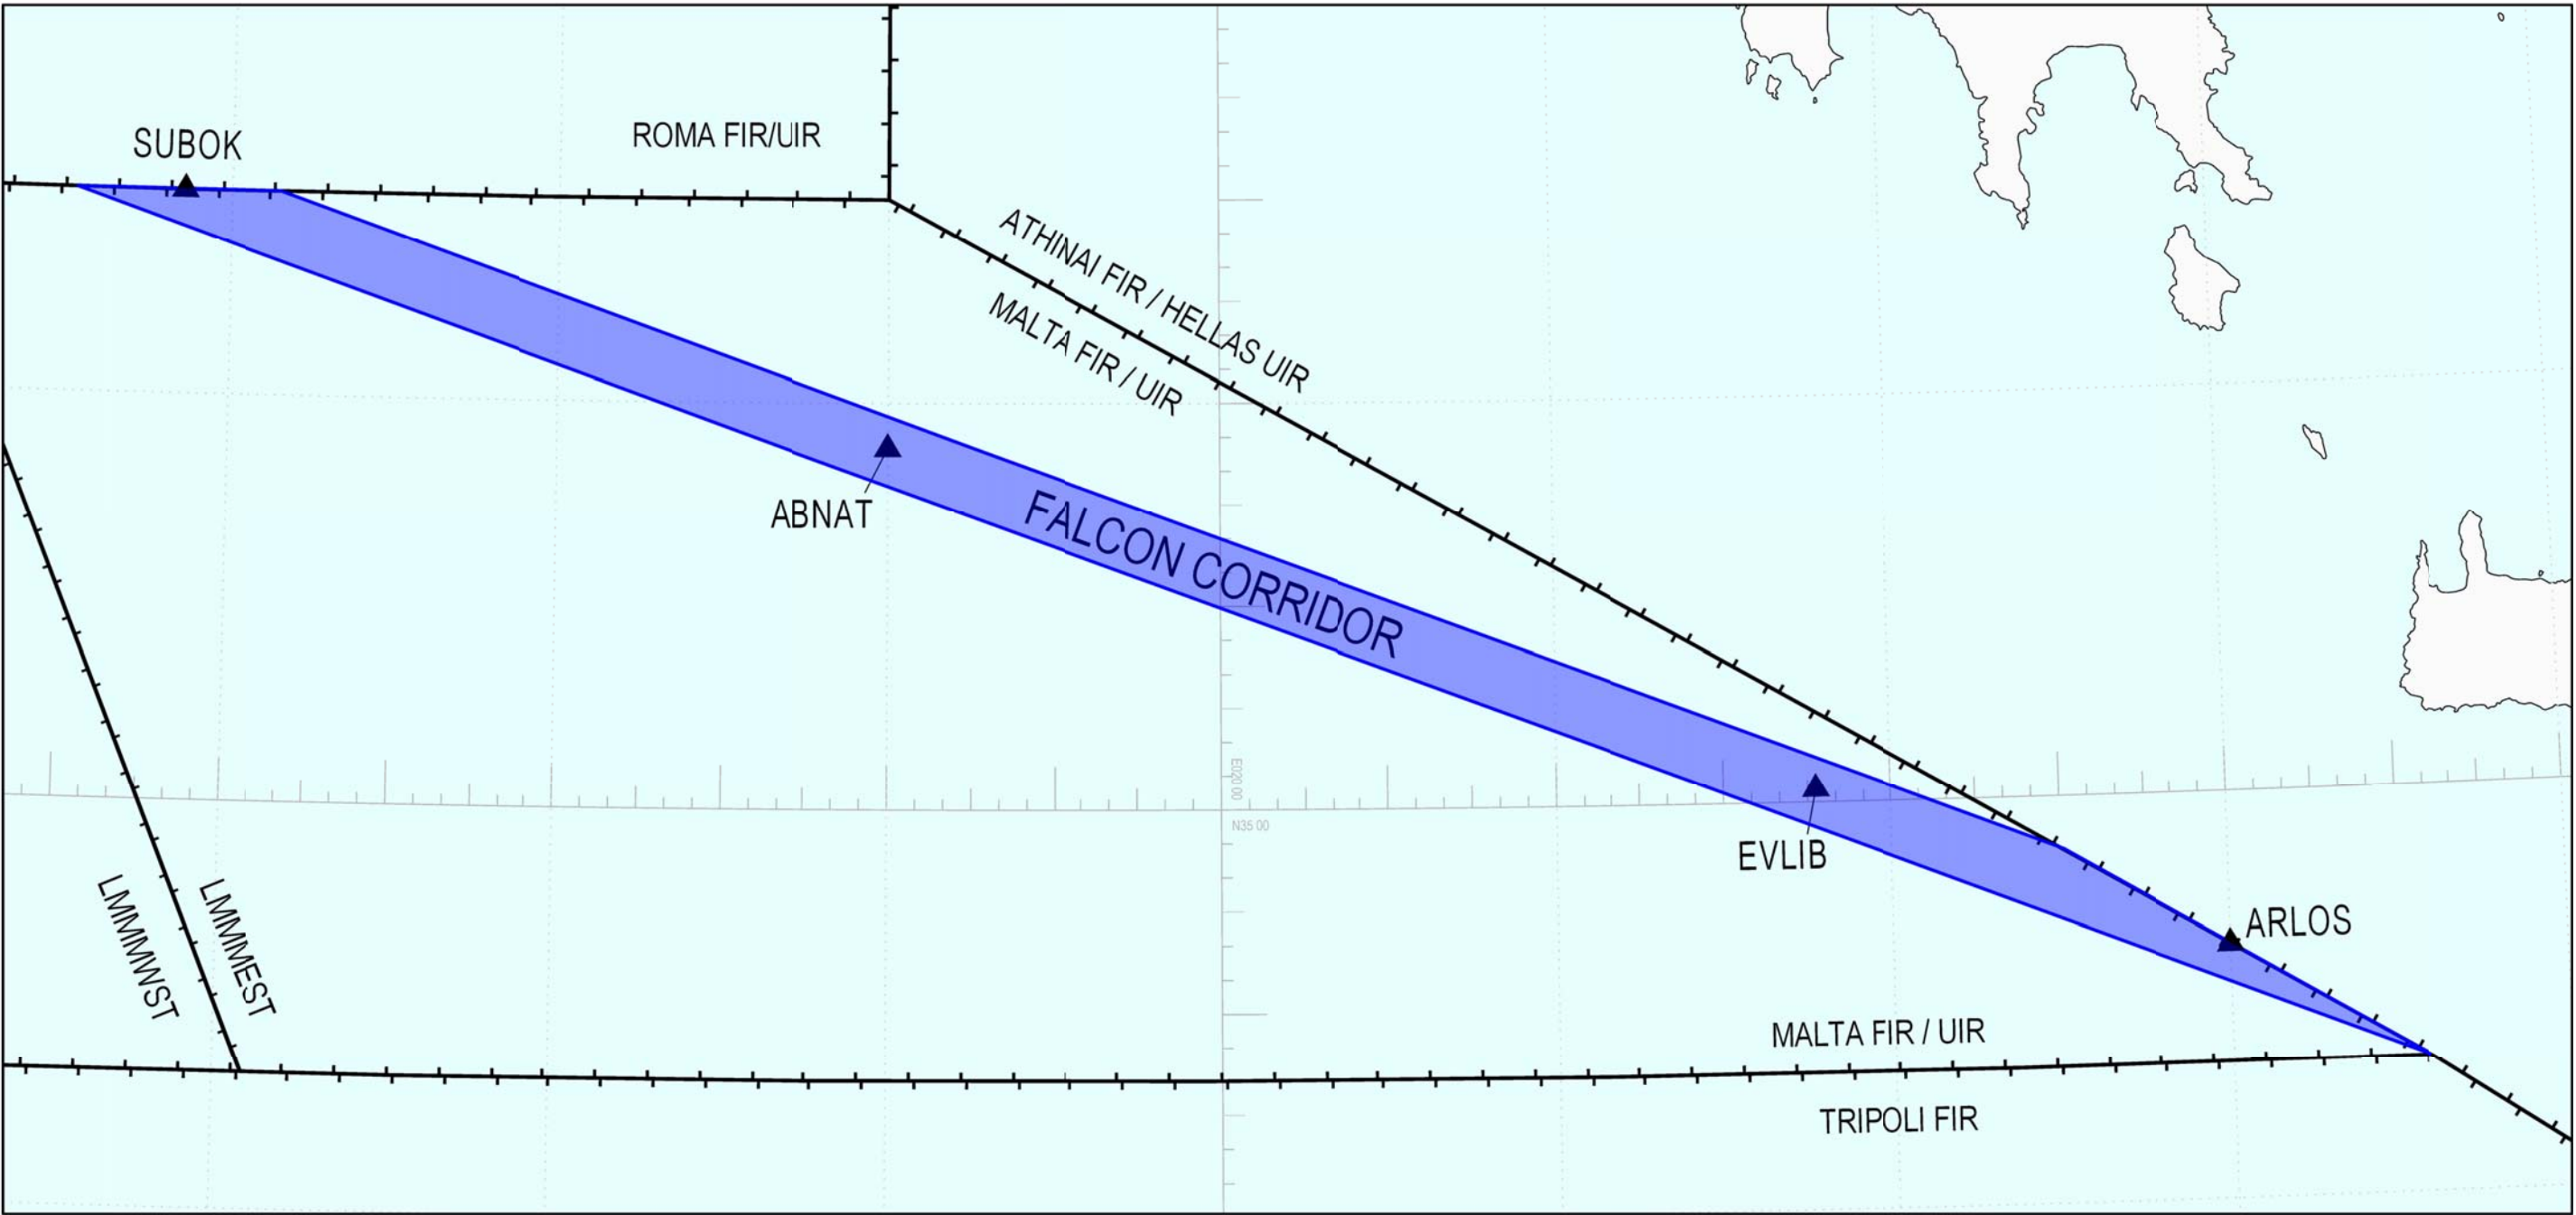 SUBOK
ROMA FIR/UIR
ATHINAI FIR / HELLAS UIR
MALTA FIR / UIR
ABNAT
FALCON CORRIDOR
E020 00
N35 00
EVLIB
LMMMWST
LMMMEST
ARLOS
MALTA FIR / UIR
TRIPOLI FIR